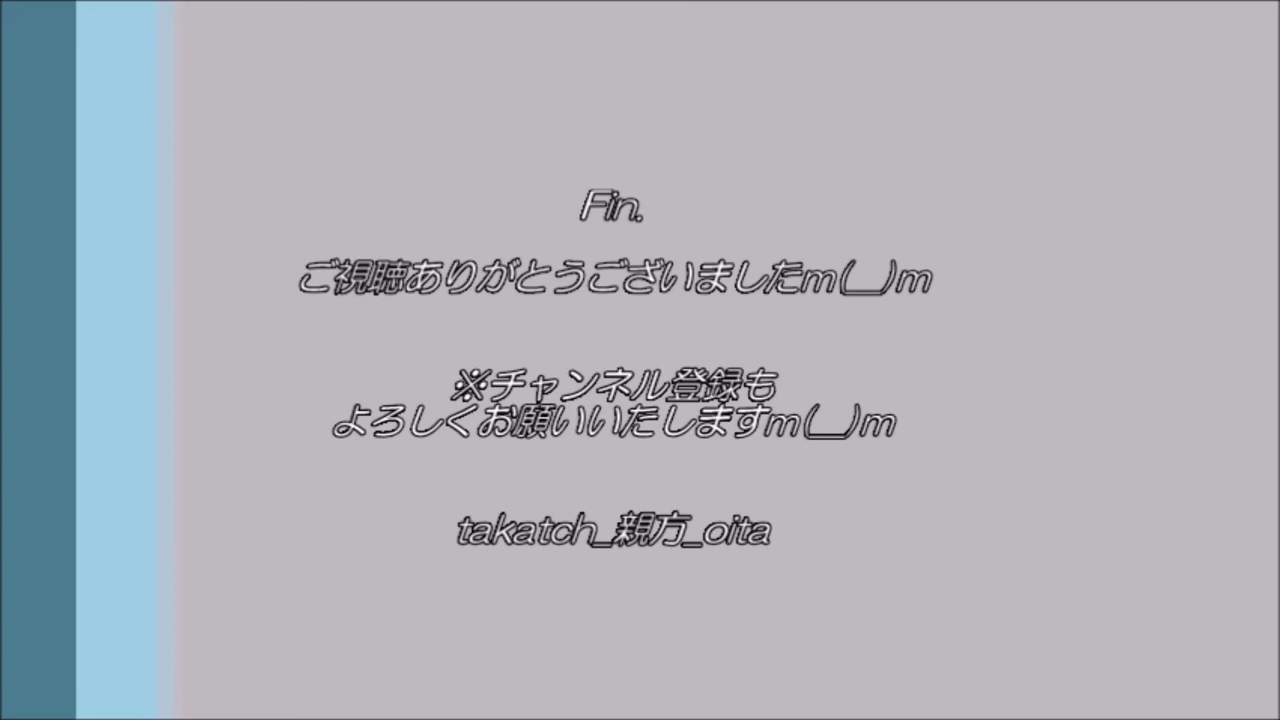 Fin.
ご視聴ありがとうございましたm(__)m
※チャンネル登録も
よろしくお願いいたしますm(__)m
takatch_親方_oita